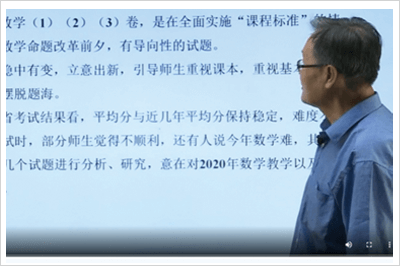 数学（1）（2）（3）卷，是在全面实施“课程标准”的
数学命题改革前夕，有导向性的试题。
稳中有变，立意出新，引导师生重视课本，重视基
摆脱题海。
省考试结果看，平均分与近几年平均分保持稳定，难度
试时，部分师生觉得不顺利，还有人说今年数学难，其
几个试题进行分析、研究，意在对2020年数学教学以